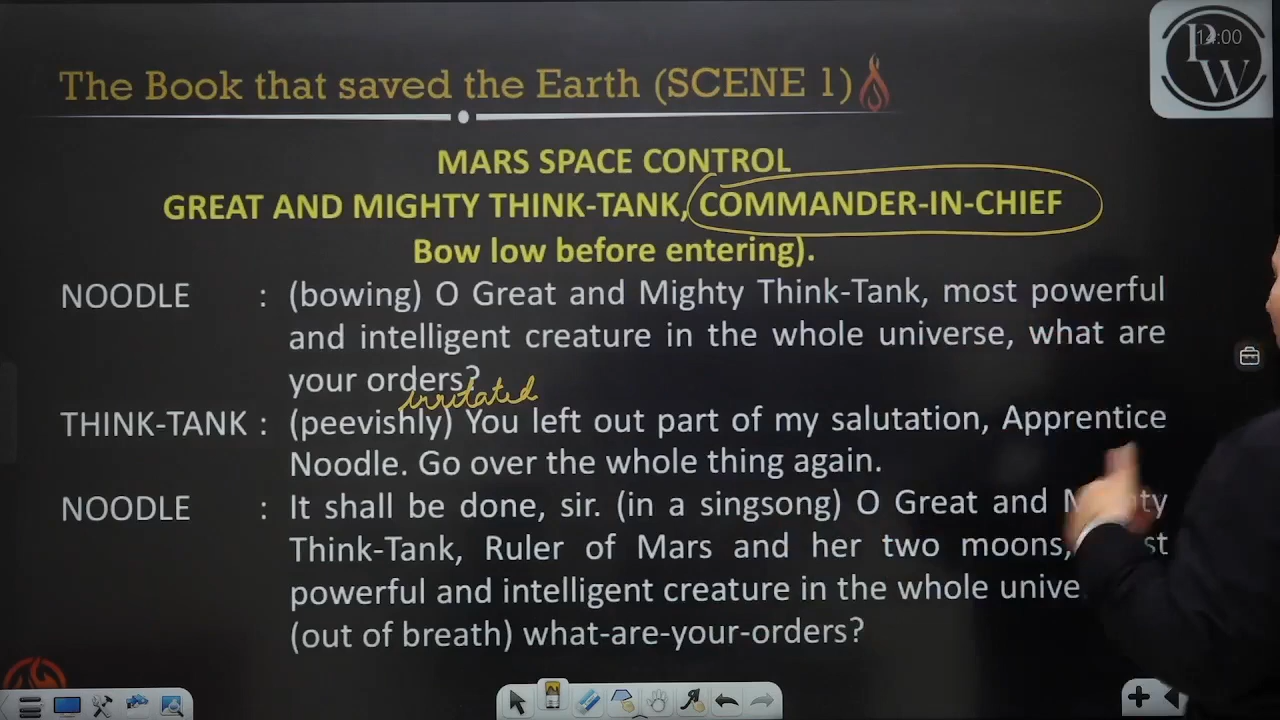 14:00
PW
The Book that saved the Earth (SCENE 1)
MARS SPACE CONTROL
GREAT AND MIGHTY THINK-TANK, COMMANDER-IN-CHIEF
Bow low before entering).
NOODLE : (bowing) O Great and Mighty Think-Tank, most powerful
and intelligent creature in the whole universe, what are
your orders?
irritated
THINK-TANK : (peevishly) You left out part of my salutation, Apprentice
Noodle. Go over the whole thing again.
NOODLE : It shall be done, sir. (in a singsong) O Great and
Think-Tank, Ruler of Mars and her two moons,
powerful and intelligent creature in the whole
(out of breath) what-are-your-orders?